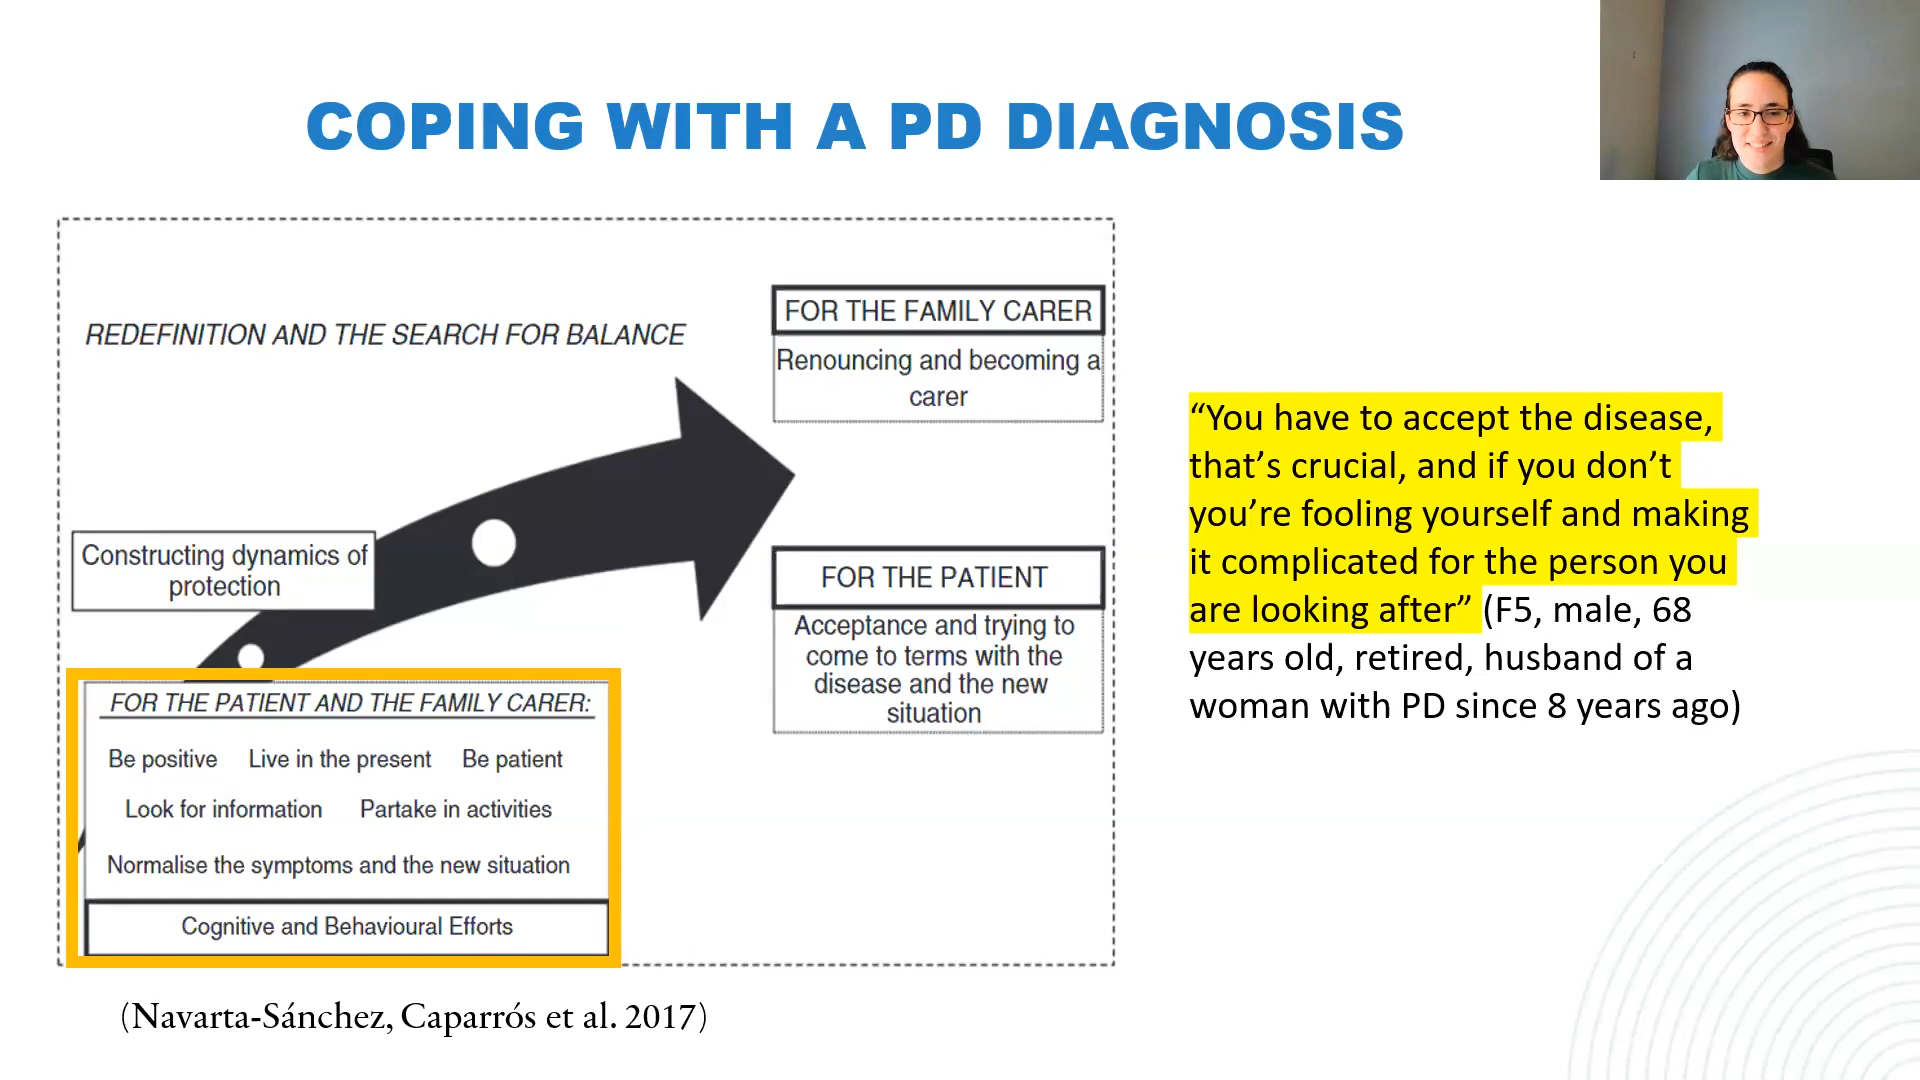 COPING WITH A PD DIAGNOSIS
REDEFINITION AND THE SEARCH FOR BALANCE
FOR THE FAMILY CARER
Renouncing and becoming a
carer
Constructing dynamics of
protection
FOR THE PATIENT
Acceptance and trying to
come to terms with the
disease and the new
situation
FOR THE PATIENT AND THE FAMILY CARER:
Be positive Live in the present Be patient
Look for information Partake in activities
Normalise the symptoms and the new situation
Cognitive and Behavioural Efforts
(Navarta-Sánchez, Caparrós et al. 2017)
“You have to accept the disease,
that’s crucial, and if you don’t
you’re fooling yourself and making
it complicated for the person you
are looking after” (F5, male, 68
years old, retired, husband of a
woman with PD since 8 years ago)